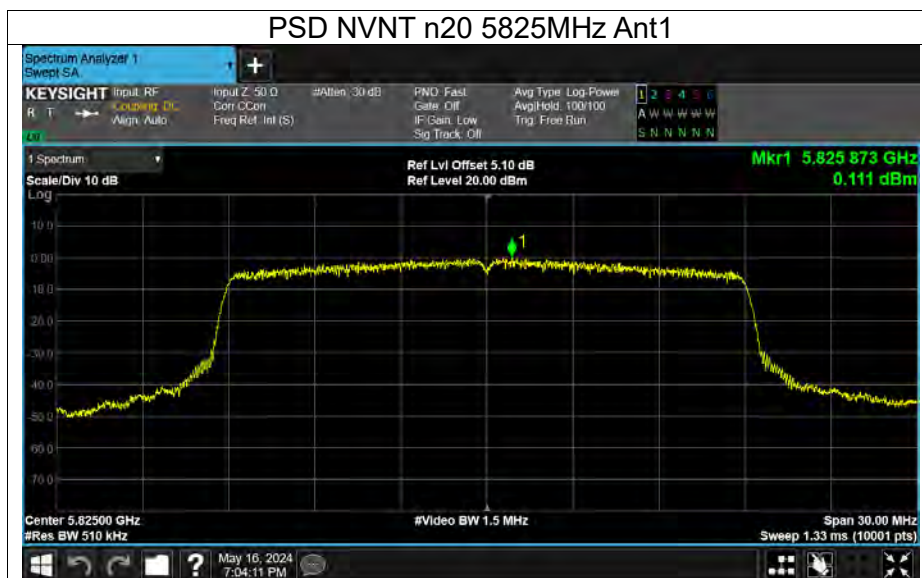 PSD NVNT n20 5825MHz Ant1
Spectrum Analyzer 1
Swept SA
+
KEYSIGHT Input: RF Input Z: 50 Ω #Atten: 30 dB PNO: Fast Avg Type: Log-Power 1 2 3 4 5 6
R T Coupling: DC Corr CCorr Gate: Off Avg|Hold: 100/100 A W W W W W
Align: Auto Freq Ref: Int (S) IF Gain: Low Trig: Free Run
Sig Track: Off S N N N N N
1 Spectrum
Ref Lvl Offset 5.10 dB Mkr1 5.825 873 GHz
Scale/Div 10 dB Ref Level 20.00 dBm 0.111 dBm
Log
10.0
1
0.00
-10.0
-20.0
-30.0
-40.0
-50.0
-60.0
-70.0
Center 5.82500 GHz #Video BW 1.5 MHz Span 30.00 MHz
#Res BW 510 kHz Sweep 1.33 ms (10001 pts)
? May 16, 2024
7:04:11 PM